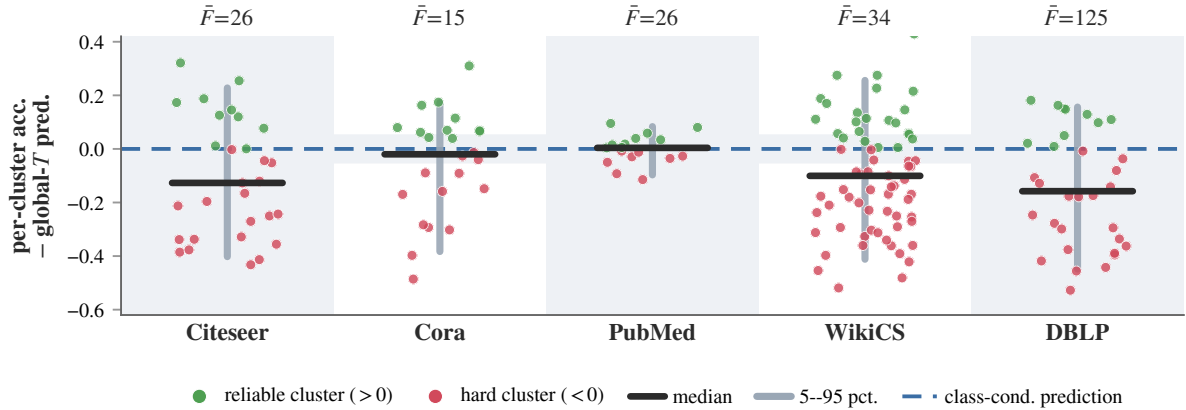 F̄=26 F̄=15 F̄=26 F̄=34 F̄=125
per-cluster acc.
− global-T pred.
0.4
0.2
0.0
−0.2
−0.4
−0.6
Citeseer Cora PubMed WikiCS DBLP
reliable cluster (>0) hard cluster (<0) median 5--95 pct. class-cond. prediction